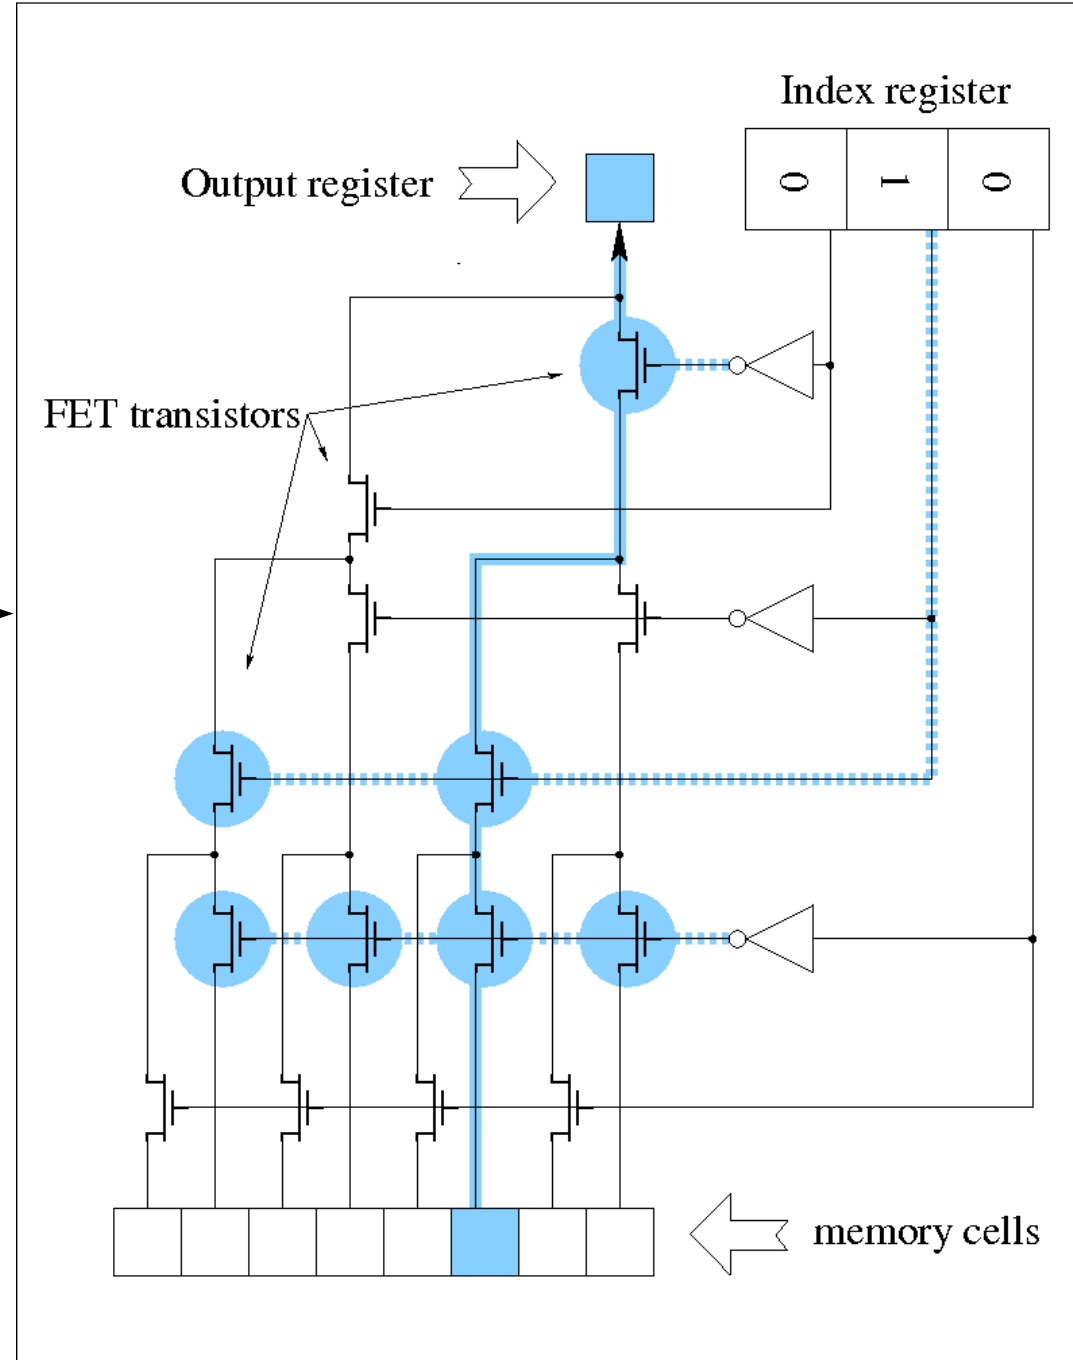 Index register
0 1 0
Output register
FET transistors
memory cells